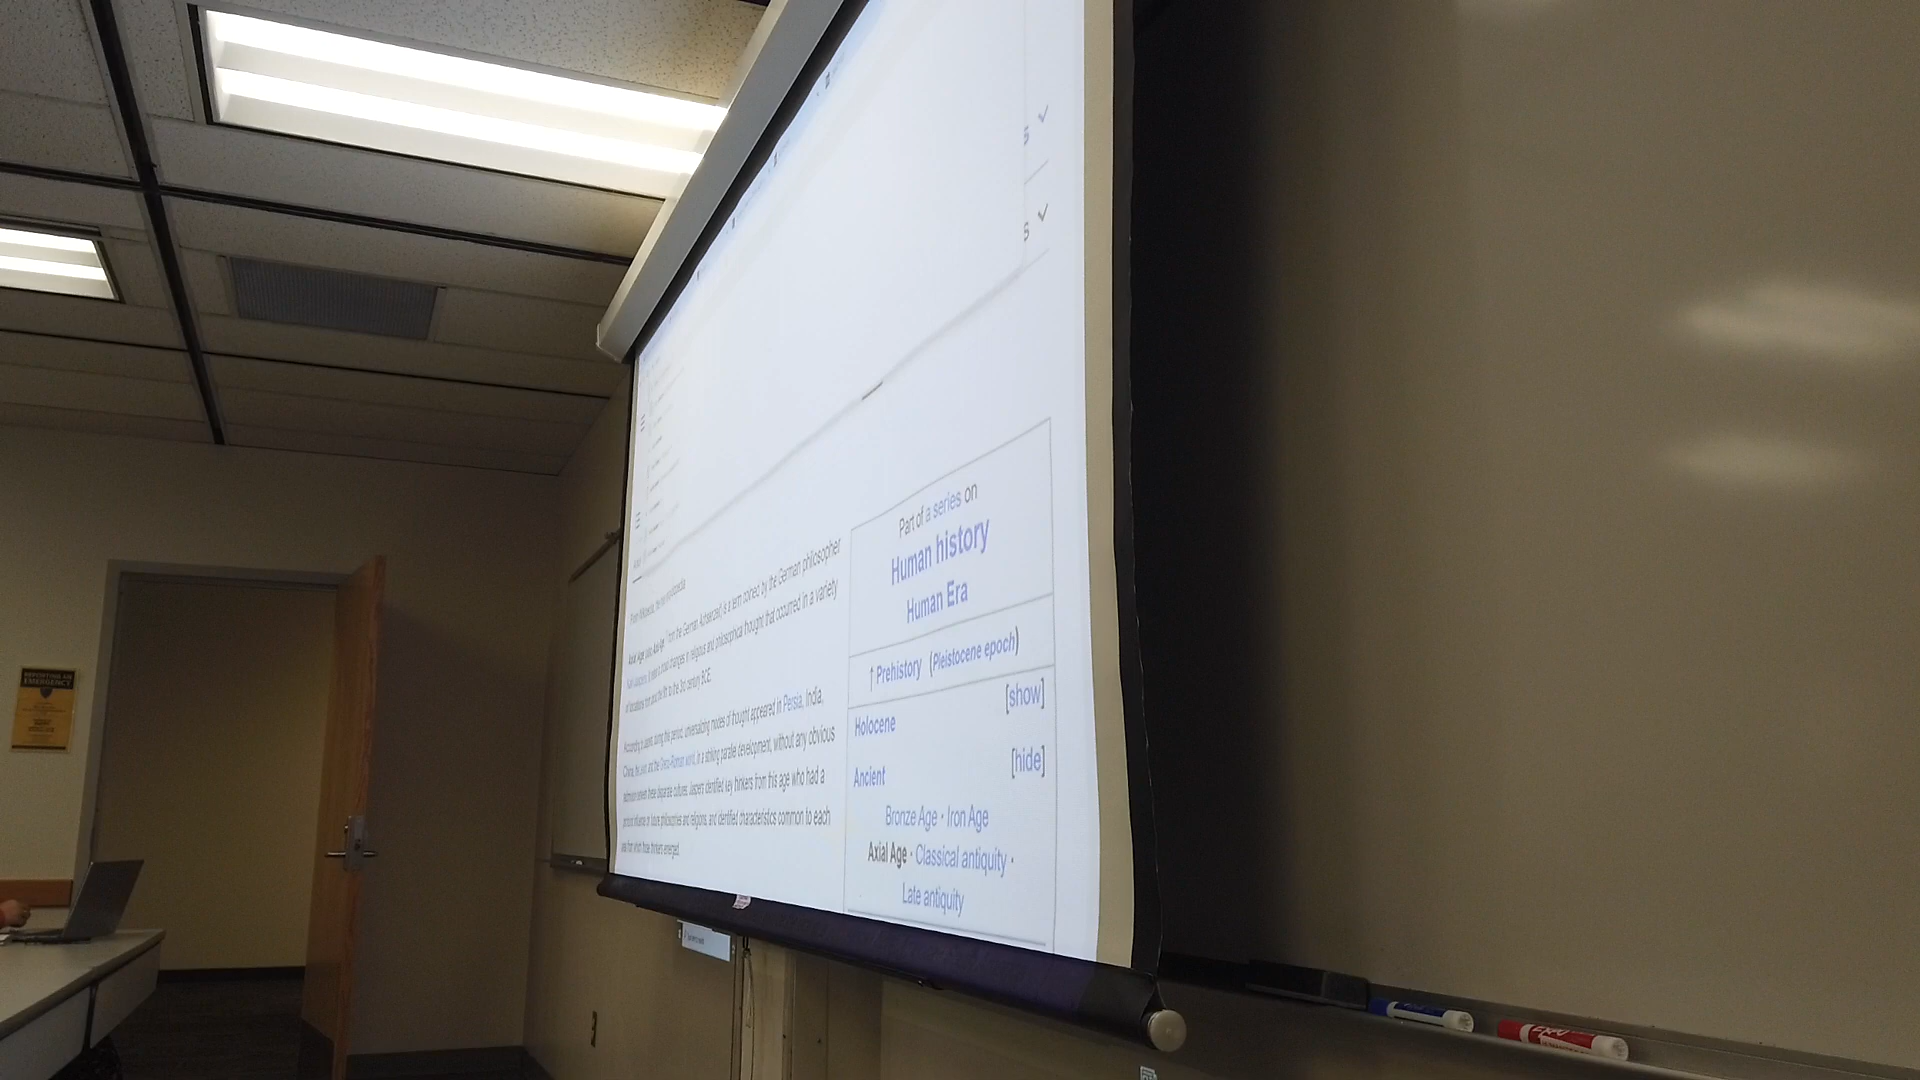 REPORTING AN
EMERGENCY
From Wikipedia, the free encyclopedia
Axial Age (also Axis Age, from the German Achsenzeit) is a term coined by the German philosopher
Karl Jaspers. It refers to broad changes in religious and philosophical thought that occurred in a variety
of locations from about the 8th to the 3rd century BCE.
According to Jaspers, during this period, universalizing modes of thought appeared in Persia, India,
China, the Levant, and the Greco-Roman world, in a striking parallel development, without any obvious
admixture between these disparate cultures. Jaspers identified key thinkers from this age who had a
profound influence on future philosophies and religions, and identified characteristics common to each
area from which those thinkers emerged.
Part of a series on
Human history
Human Era
↑ Prehistory (Pleistocene epoch)
Holocene [show]
Ancient [hide]
Bronze Age · Iron Age
Axial Age · Classical antiquity ·
Late antiquity
EXPO